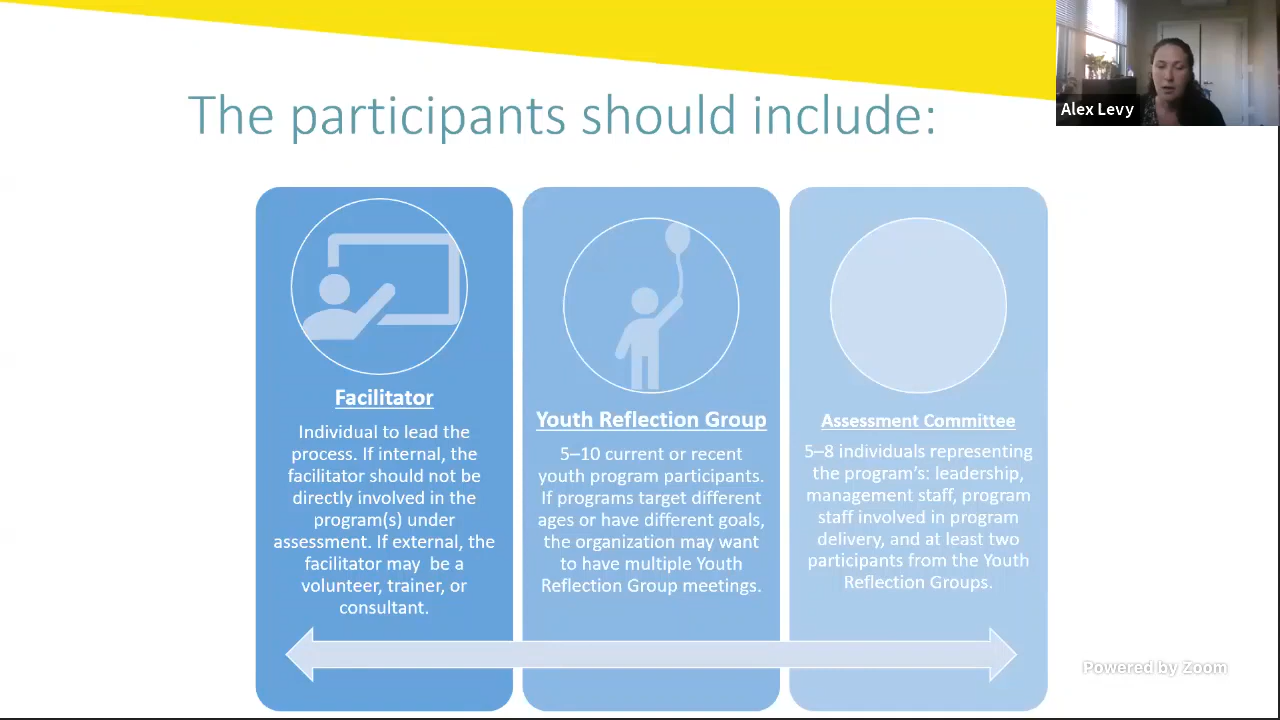 The participants should include:
Alex Levy
Facilitator
Individual to lead the
process. If internal, the
facilitator should not be
directly involved in the
program(s) under
assessment. If external, the
facilitator may be a
volunteer, trainer, or
consultant.
Youth Reflection Group
5–10 current or recent
youth program participants.
If programs target different
ages or have different goals,
the organization may want
to have multiple Youth
Reflection Group meetings.
Assessment Committee
5–8 individuals representing
the program's: leadership,
management staff, program
staff involved in program
delivery, and at least two
participants from the Youth
Reflection Groups.
Powered by Zoom